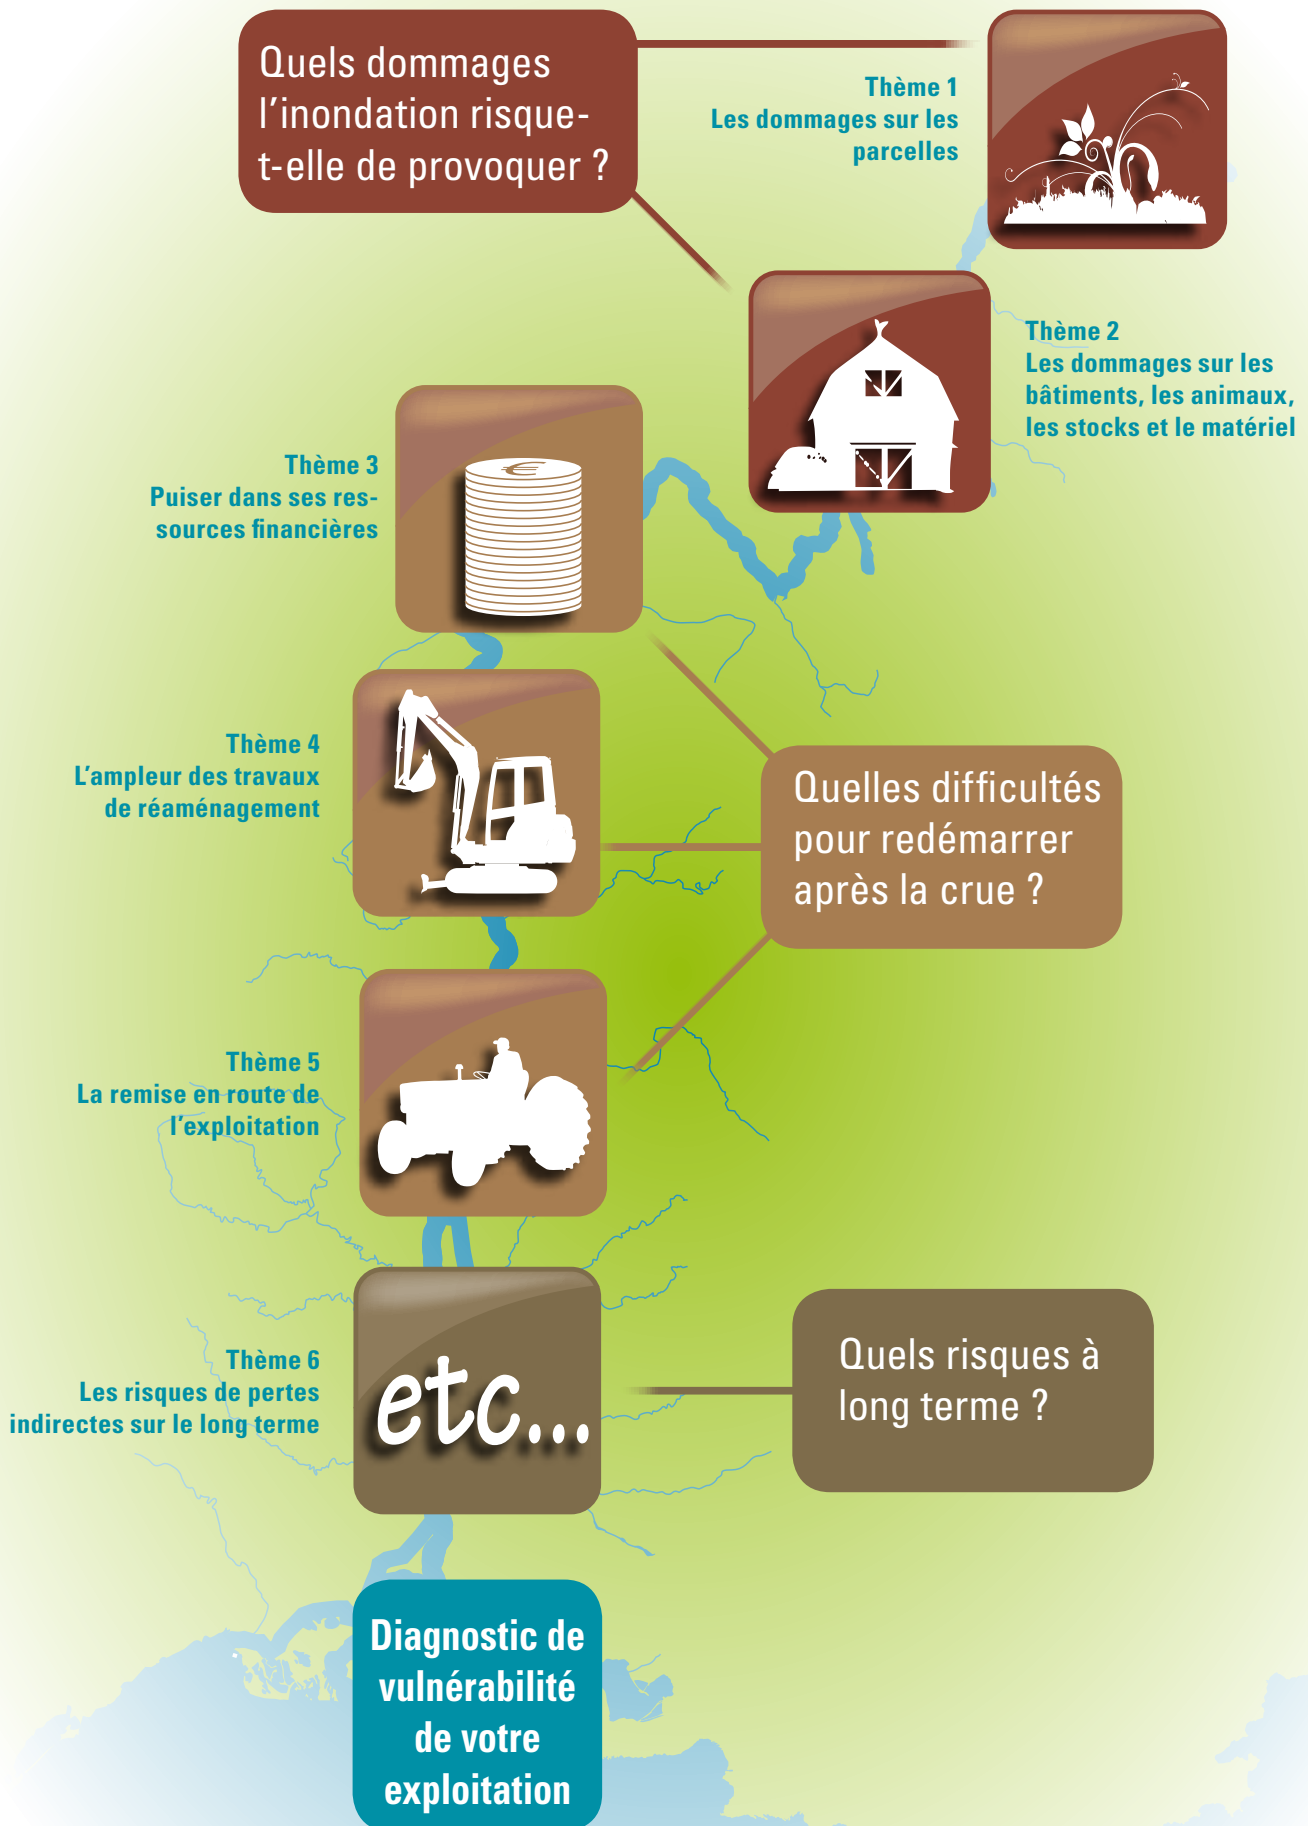 Quels dommages
l'inondation risque-
t-elle de provoquer ?
Thème 1
Les dommages sur les
parcelles
Thème 2
Les dommages sur les
bâtiments, les animaux,
les stocks et le matériel
Thème 3
Puiser dans ses res-
sources financières
€
Thème 4
L'ampleur des travaux
de réaménagement
Quelles difficultés
pour redémarrer
après la crue ?
Thème 5
La remise en route de
l'exploitation
Thème 6
Les risques de pertes
indirectes sur le long terme
etc...
Quels risques à
long terme ?
Diagnostic de
vulnérabilité
de votre
exploitation